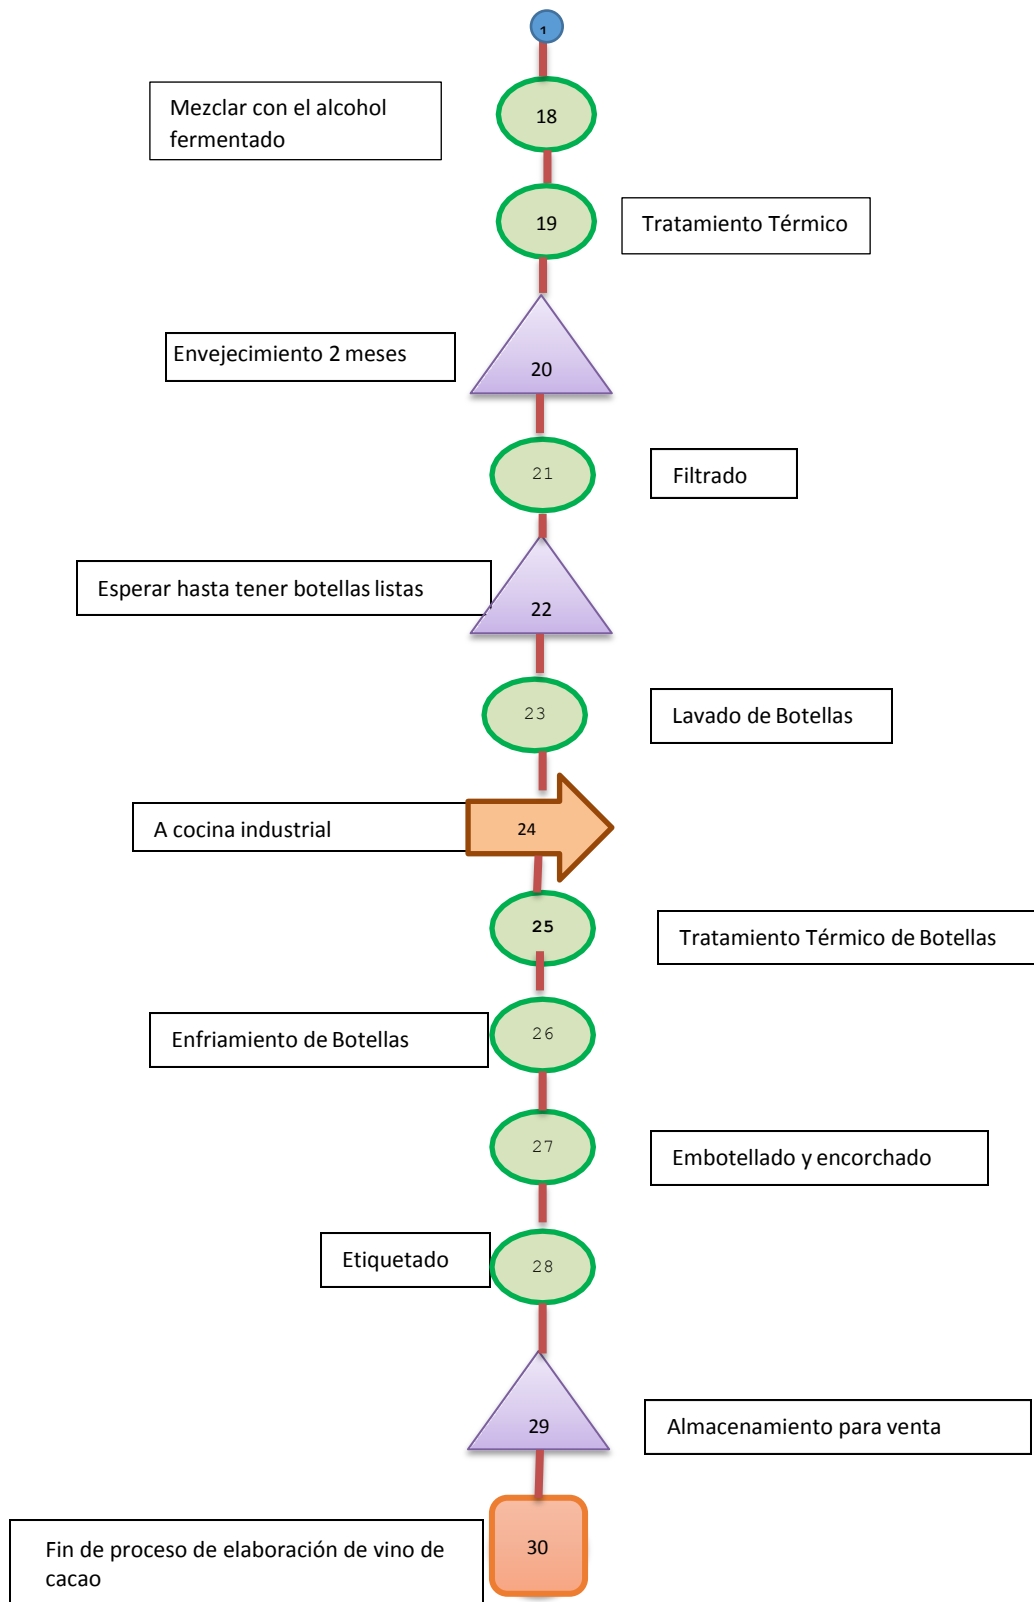 1
Mezclar con el alcohol
fermentado
18
19
Tratamiento Térmico
Envejecimiento 2 meses
20
21
Filtrado
Esperar hasta tener botellas listas
22
23
Lavado de Botellas
A cocina industrial
24
25
Tratamiento Térmico de Botellas
Enfriamiento de Botellas
26
27
Embotellado y encorchado
Etiquetado
28
29
Almacenamiento para venta
30
Fin de proceso de elaboración de vino de
cacao